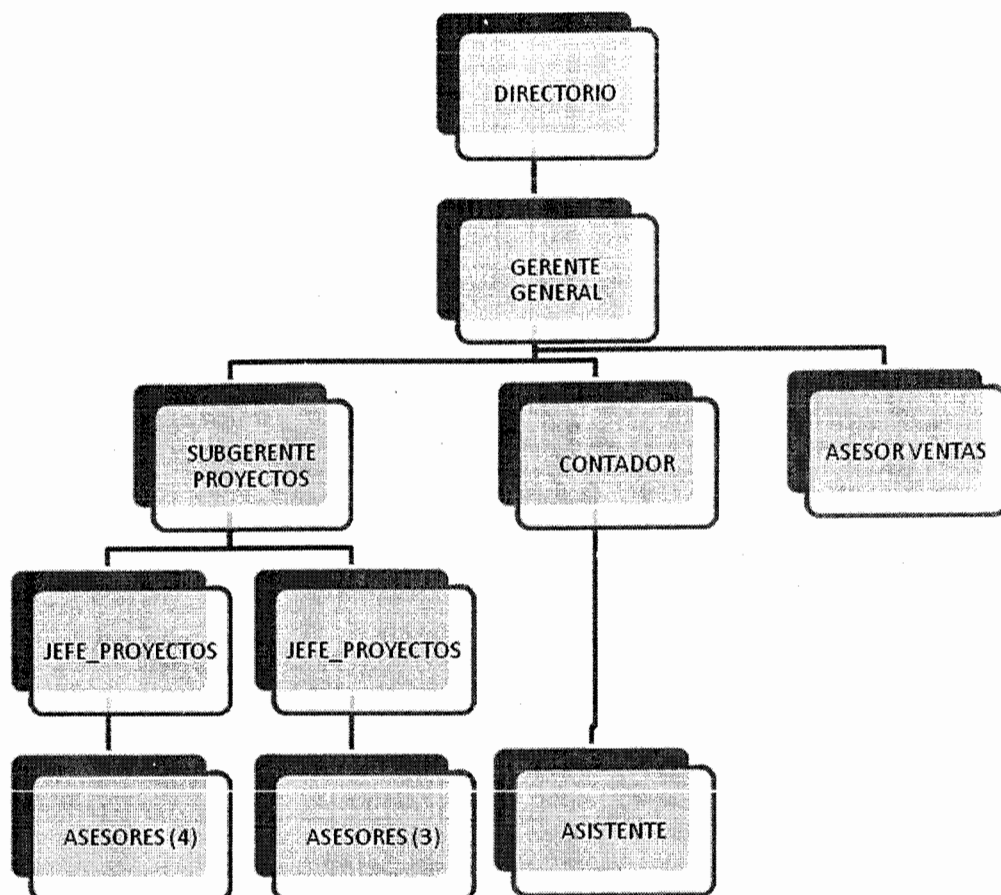 DIRECTORIO
GERENTE
GENERAL
SUBGERENTE
PROYECTOS
CONTADOR
ASESOR VENTAS
JEFE_PROYECTOS
JEFE_PROYECTOS
ASESORES (4)
ASESORES (3)
ASISTENTE